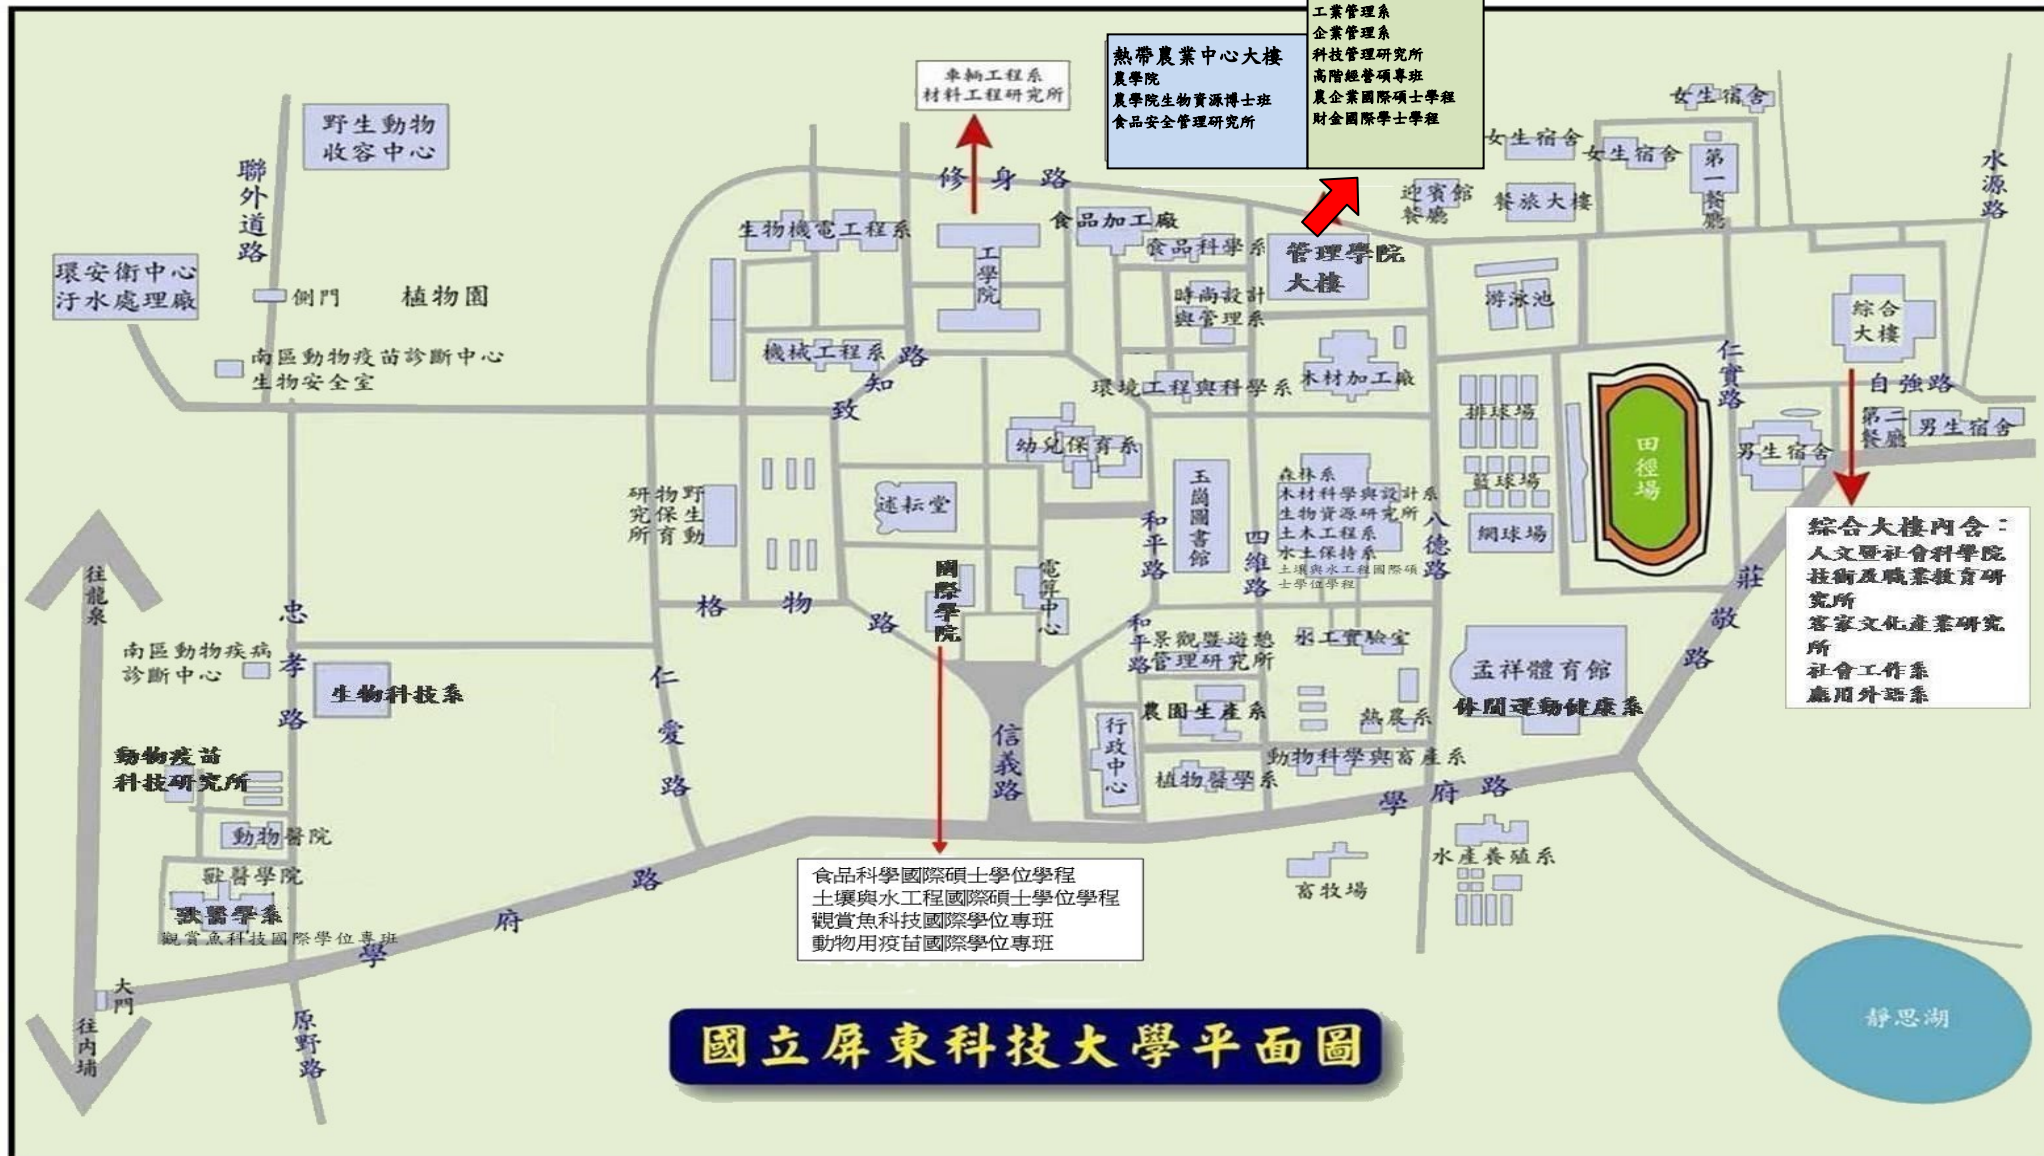 工業管理系
企業管理系
科技管理研究所
高階經營碩專班
農企業國際碩士學程
財金國際學士學程
熱帶農業中心大樓
農學院
農學院生物資源博士班
食品安全管理研究所
車輛工程系
材料工程研究所
野生動物
收容中心
聯外道路
修身路
女生宿舍
女生宿舍
女生宿舍
第一餐廳
水源路
迎賓館
餐廳
餐旅大樓
生物機電工程系
工學院
食品加工廠
食品科學系
管理學院
大樓
環安衛中心
汙水處理廠
側門
植物園
時尚設計
與管理系
游泳池
綜合
大樓
南區動物疫苗診斷中心
生物安全室
機械工程系
致知路
環境工程與科學系
木材加工廠
仁實路
自強路
排球場
第二
餐廳
男生宿舍
幼兒保育系
田徑場
男生宿舍
籃球場
研究所
物保育
野生動
述耘堂
玉崗圖書館
森林系
木材科學與設計系
生物資源研究所
土木工程系
水土保持系
土壤與水工程國際碩
士學位學程
和平路
四維路
八德路
網球場
綜合大樓內含：
人文暨社會科學院
技術及職業教育研
究所
客家文化產業研究
所
社會工作系
應用外語系
往龍泉
國際學院
電算中心
格物路
莊敬路
忠孝路
和平路
景觀暨遊憩
管理研究所
水工實驗室
南區動物疾病
診斷中心
生物科技系
仁愛路
孟祥體育館
休閒運動健康系
農園生產系
熱農系
信義路
行政中心
動物疫苗
科技研究所
植物醫學系
動物科學與畜產系
學府路
動物醫院
獸醫學院
獸醫學系
觀賞魚科技國際學位專班
水產養殖系
畜牧場
食品科學國際碩士學位學程
土壤與水工程國際碩士學位學程
觀賞魚科技國際學位專班
動物用疫苗國際學位專班
學府路
大門
往內埔
原野路
靜思湖
國立屏東科技大學平面圖